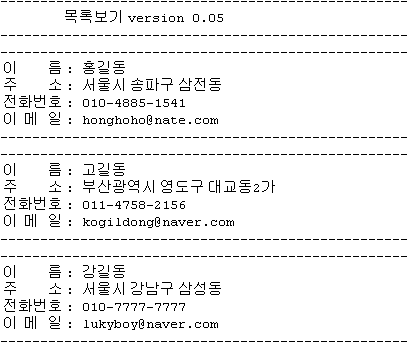 목록보기 version 0.05
이 름 : 홍길동
주 소 : 서울시 송파구 삼전동
전화번호 : 010-4885-1541
이 메 일 : honghoho@nate.com
이 름 : 고길동
주 소 : 부산광역시 영도구 대교동2가
전화번호 : 011-4758-2156
이 메 일 : kogildong@naver.com
이 름 : 강길동
주 소 : 서울시 강남구 삼성동
전화번호 : 010-7777-7777
이 메 일 : lukyboy@naver.com